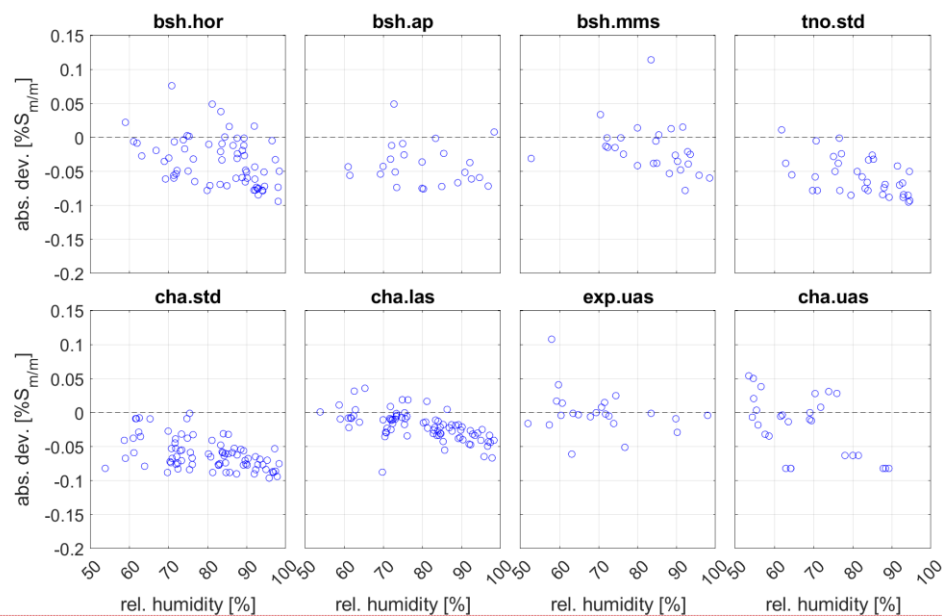 bsh.hor bsh.ap bsh.mms tno.std
0.15
0.1
0.05
0
-0.05
-0.1
-0.15
-0.2
abs. dev. [%S_m/m]
cha.std cha.las exp.uas cha.uas
0.15
0.1
0.05
0
-0.05
-0.1
-0.15
-0.2
abs. dev. [%S_m/m]
50 60 70 80 90 100 50 60 70 80 90 100 50 60 70 80 90 100 50 60 70 80 90 100
rel. humidity [%] rel. humidity [%] rel. humidity [%] rel. humidity [%]